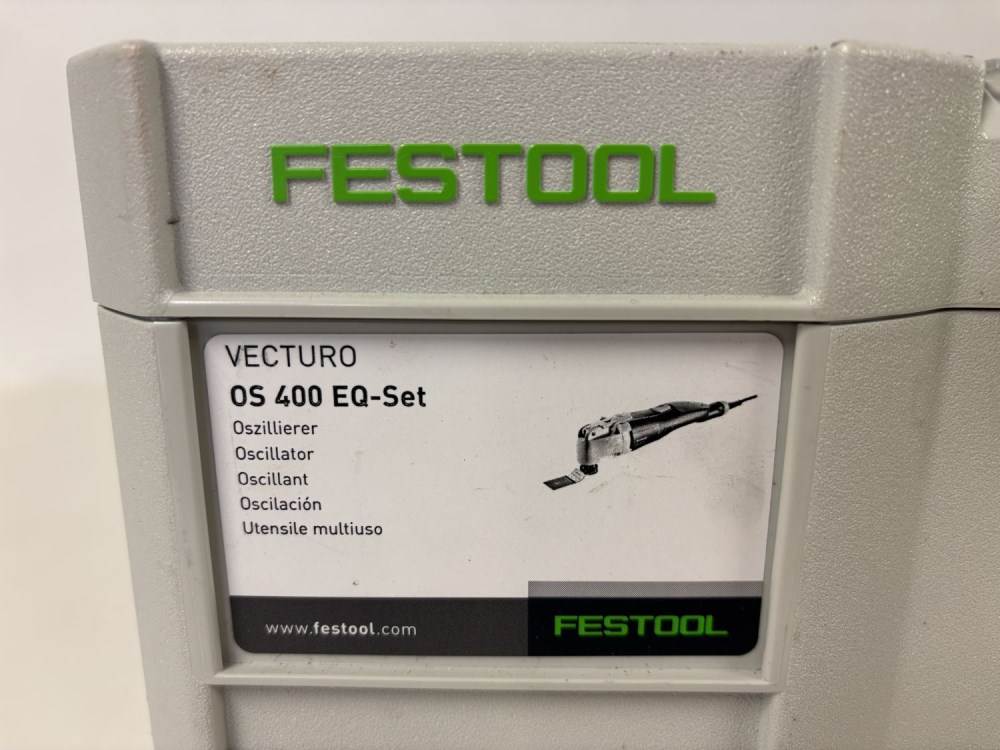 FESTOOL
VECTURO
OS 400 EQ-Set
Oszillierer
Oscillator
Oscillant
Oscilación
Utensile multiuso
www.festool.com
FESTOOL